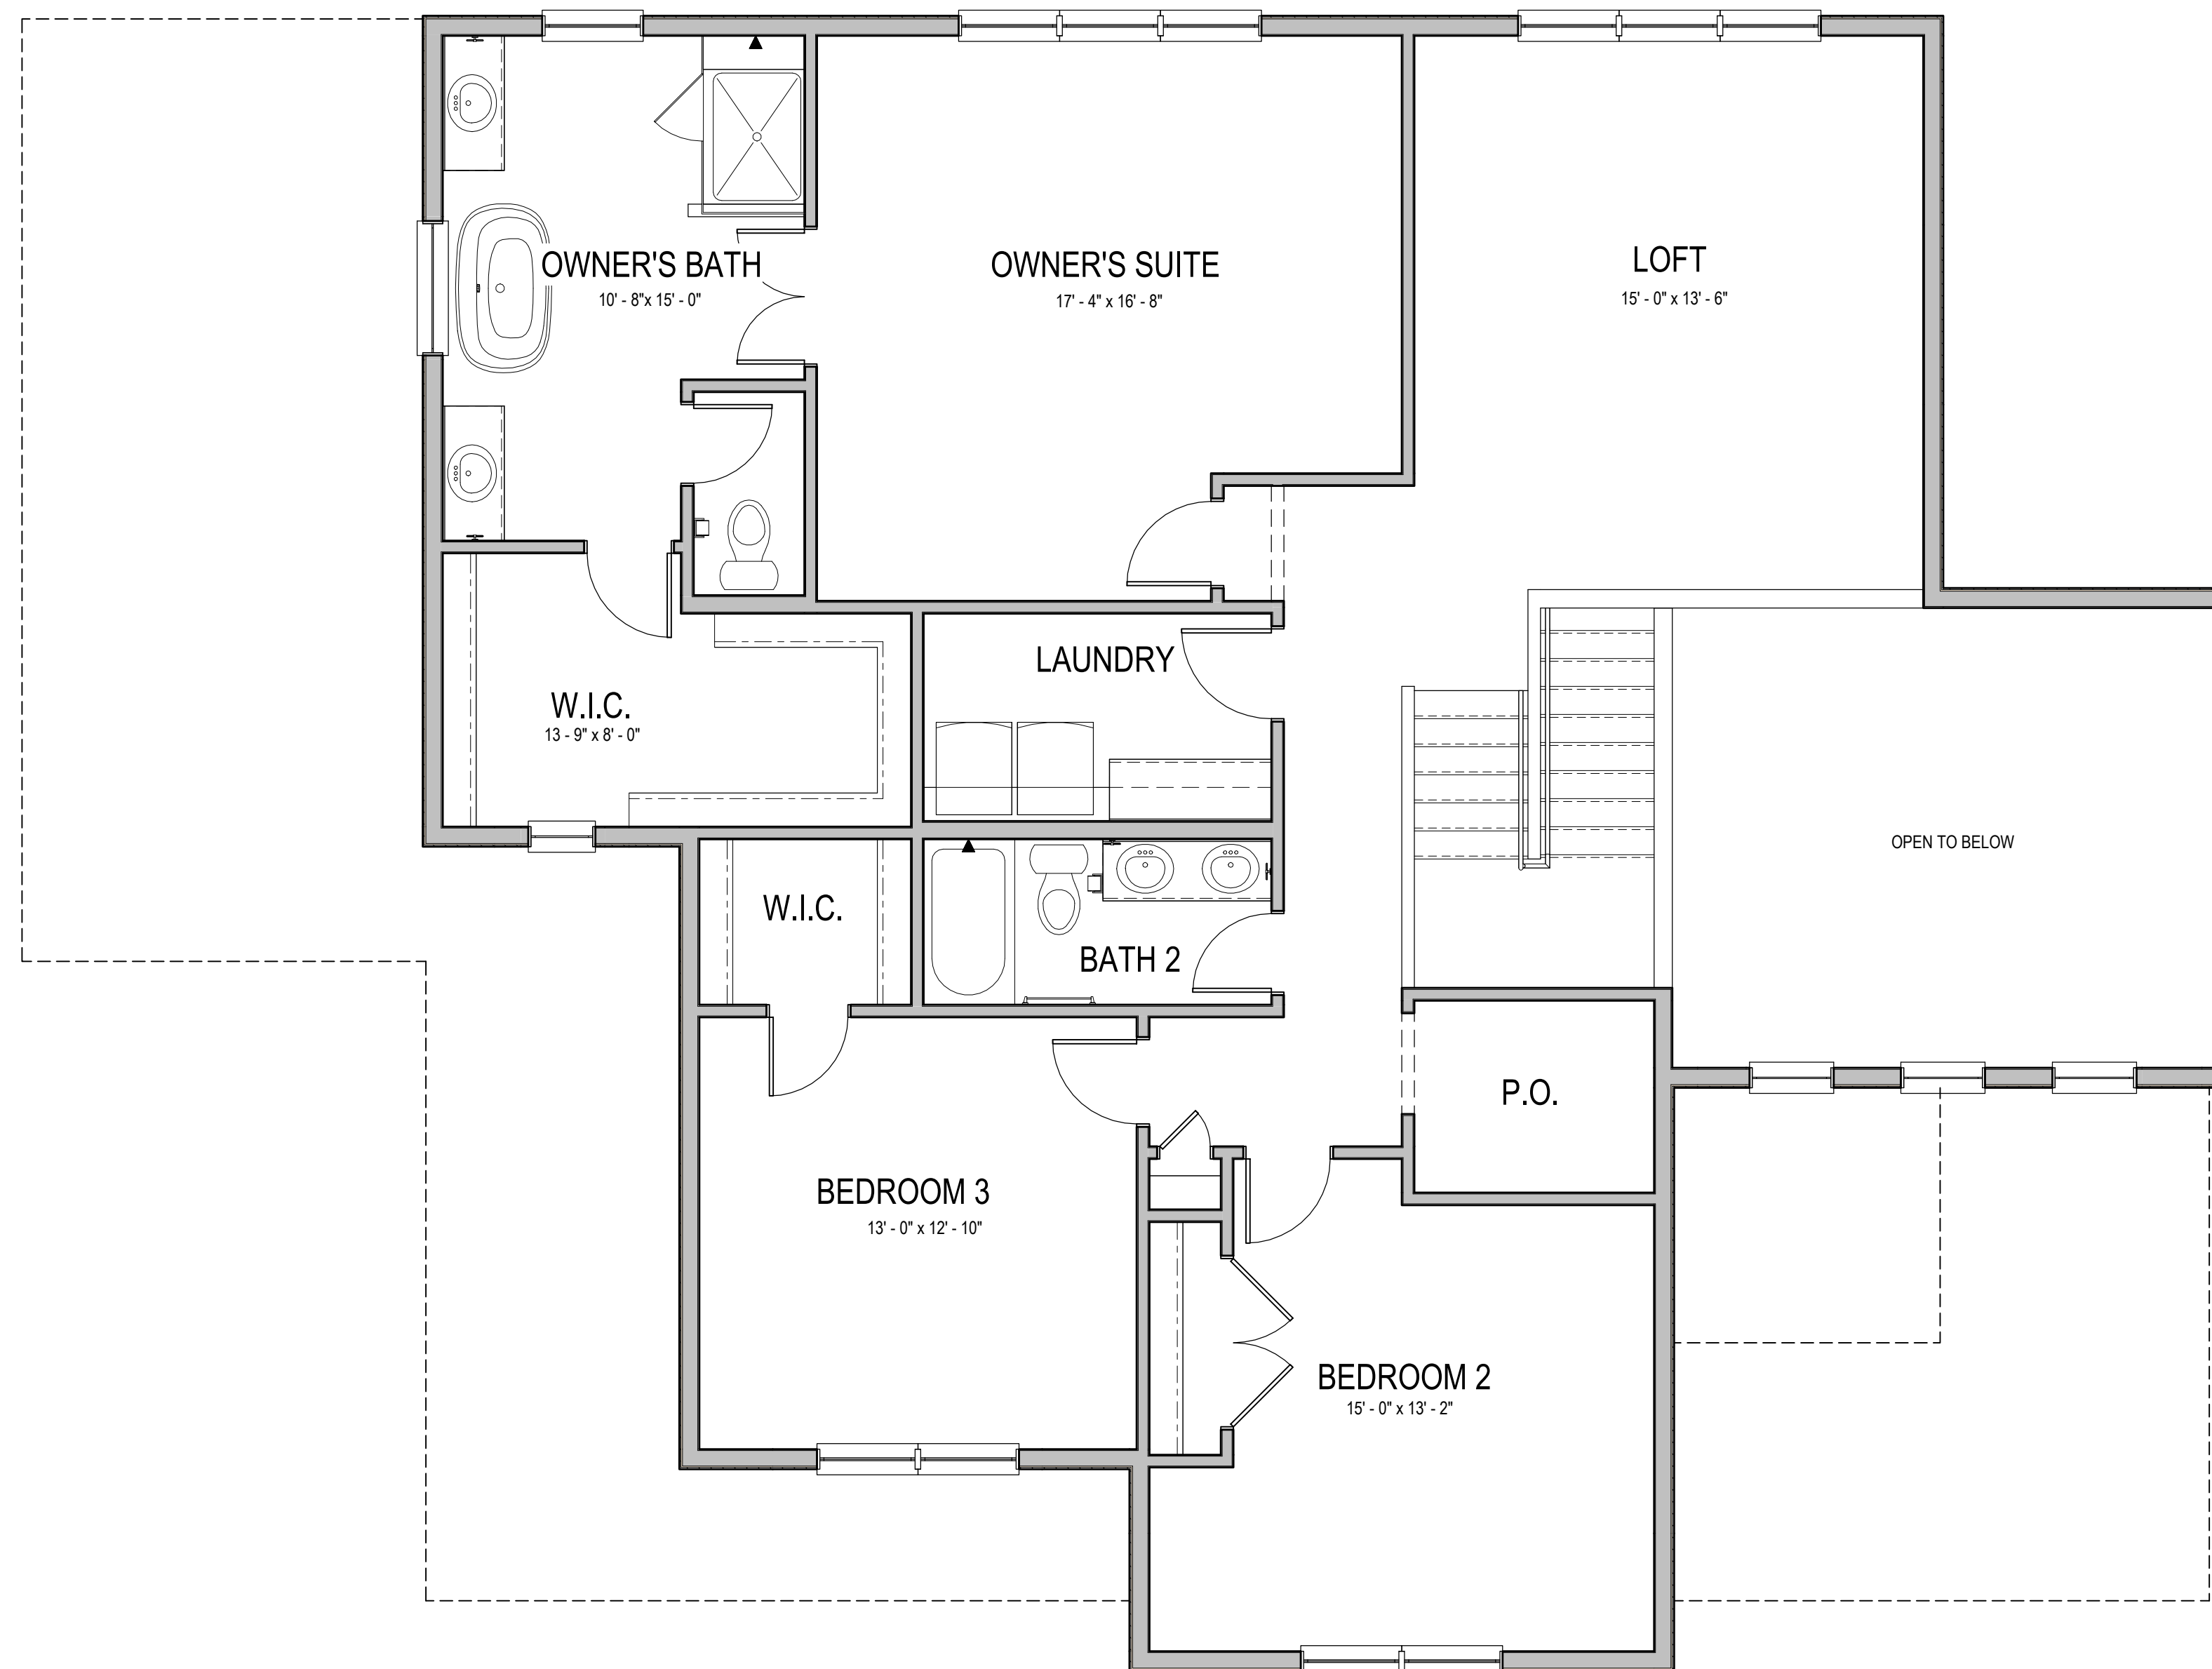 OWNER'S BATH
10' - 8"x 15' - 0"
OWNER'S SUITE
17' - 4" x 16' - 8"
LOFT
15' - 0" x 13' - 6"
LAUNDRY
W.I.C.
13 - 9" x 8' - 0"
OPEN TO BELOW
W.I.C.
BATH 2
P.O.
BEDROOM 3
13' - 0" x 12' - 10"
BEDROOM 2
15' - 0" x 13' - 2"